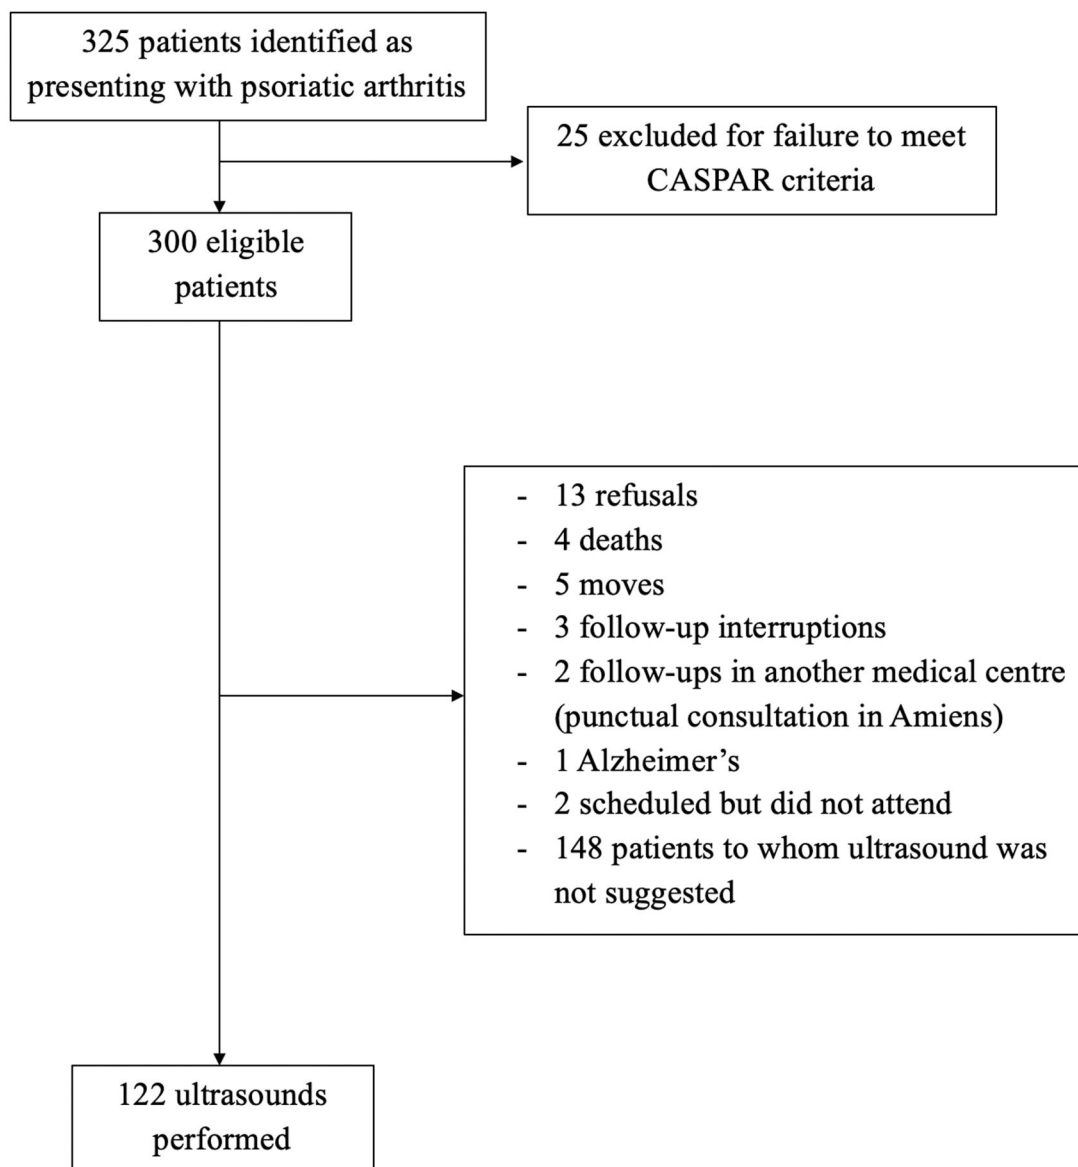 325 patients identified as
presenting with psoriatic arthritis
25 excluded for failure to meet
CASPAR criteria
300 eligible
patients
- 13 refusals
- 4 deaths
- 5 moves
- 3 follow-up interruptions
- 2 follow-ups in another medical centre
(punctual consultation in Amiens)
- 1 Alzheimer’s
- 2 scheduled but did not attend
- 148 patients to whom ultrasound was
not suggested
122 ultrasounds
performed